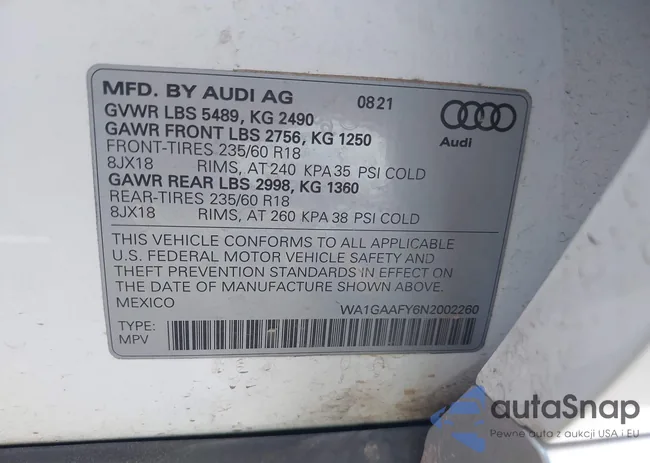 MFD. BY AUDI AG 0821
GVWR LBS 5489, KG 2490
GAWR FRONT LBS 2756, KG 1250
FRONT-TIRES 235/60 R18
8JX18 RIMS, AT 240 KPA 35 PSI COLD
GAWR REAR LBS 2998, KG 1360
REAR-TIRES 235/60 R18
8JX18 RIMS, AT 260 KPA 38 PSI COLD
Audi
THIS VEHICLE CONFORMS TO ALL APPLICABLE
U.S. FEDERAL MOTOR VEHICLE SAFETY AND
THEFT PREVENTION STANDARDS IN EFFECT ON
THE DATE OF MANUFACTURE SHOWN ABOVE.
MEXICO WA1GAAFY6N2002260
TYPE:
MPV
autoSnap
Pewne auta z aukcji USA i EU